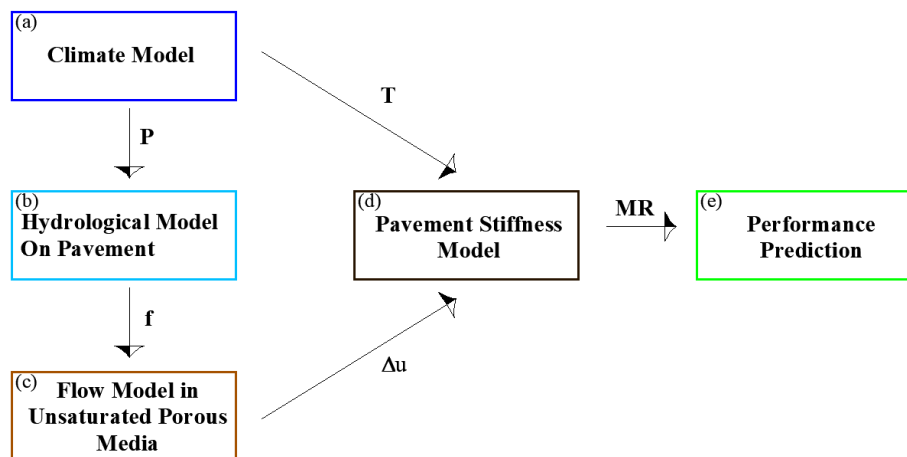 (a)
Climate Model
T
P
(b)
Hydrological Model
On Pavement
(d)
Pavement Stiffness
Model
MR
(e)
Performance
Prediction
f
Δu
(c)
Flow Model in
Unsaturated Porous
Media